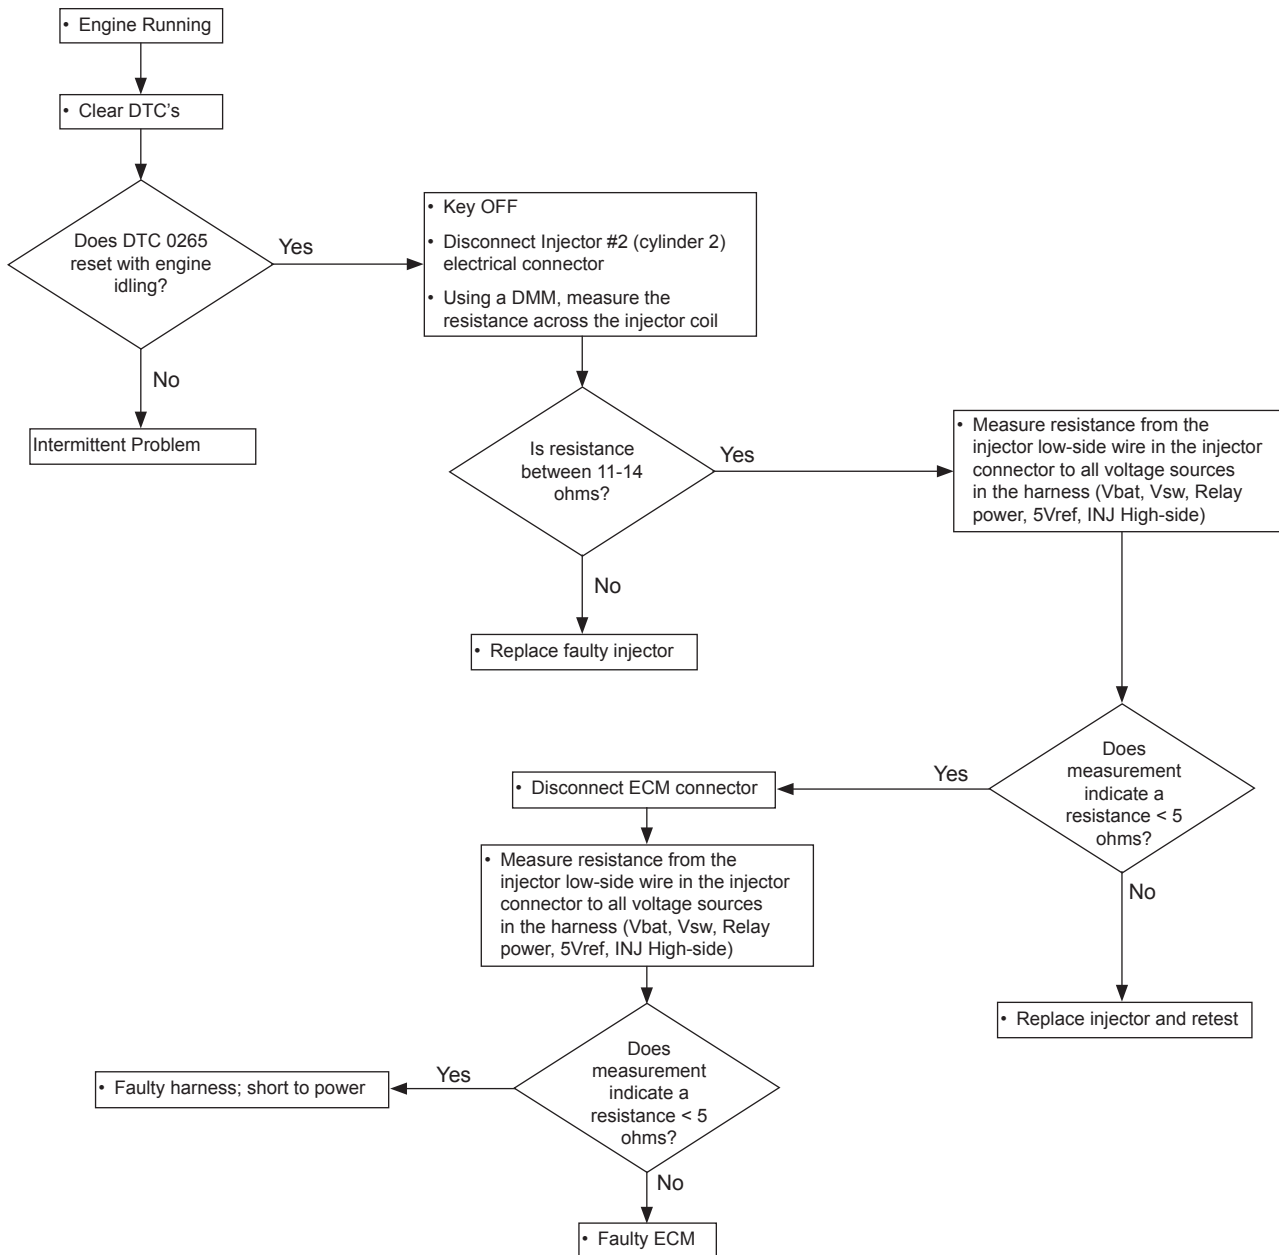 • Engine Running
• Clear DTC's
Does DTC 0265
reset with engine
idling?
Yes
No
Intermittent Problem
• Key OFF
• Disconnect Injector #2 (cylinder 2)
electrical connector
• Using a DMM, measure the
resistance across the injector coil
Is resistance
between 11-14
ohms?
Yes
No
• Replace faulty injector
• Measure resistance from the
injector low-side wire in the injector
connector to all voltage sources
in the harness (Vbat, Vsw, Relay
power, 5Vref, INJ High-side)
Does
measurement
indicate a
resistance < 5
ohms?
Yes
No
• Replace injector and retest
• Disconnect ECM connector
• Measure resistance from the
injector low-side wire in the injector
connector to all voltage sources
in the harness (Vbat, Vsw, Relay
power, 5Vref, INJ High-side)
Does
measurement
indicate a
resistance < 5
ohms?
Yes
• Faulty harness; short to power
No
• Faulty ECM